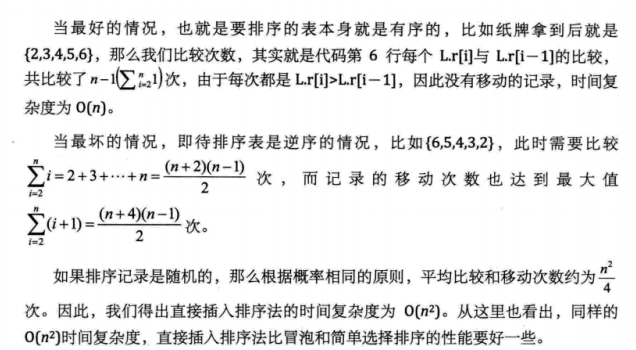 当最好的情况，也就是要排序的表本身就是有序的，比如纸牌拿到后就是
{2,3,4,5,6}，那么我们比较次数，其实就是代码第 6 行每个 L.r[i]与 L.r[i－1]的比较，
共比较了 n-1(∑ⁿᵢ₌₂1)次，由于每次都是 L.r[i]>L.r[i－1]，因此没有移动的记录，时间复
杂度为 O(n)。
当最坏的情况，即待排序表是逆序的情况，比如{6,5,4,3,2}，此时需要比较
∑ⁿᵢ₌₂ i=2+3+⋯+n=(n+2)(n-1)/2 次，而记录的移动次数也达到最大值
∑ⁿᵢ₌₂ (i+1)=(n+4)(n-1)/2 次。
如果排序记录是随机的，那么根据概率相同的原则，平均比较和移动次数约为 n²/4
次。因此，我们得出直接插入排序法的时间复杂度为 O(n²)。从这里也看出，同样的
O(n²)时间复杂度，直接插入排序法比冒泡和简单选择排序的性能要好一些。